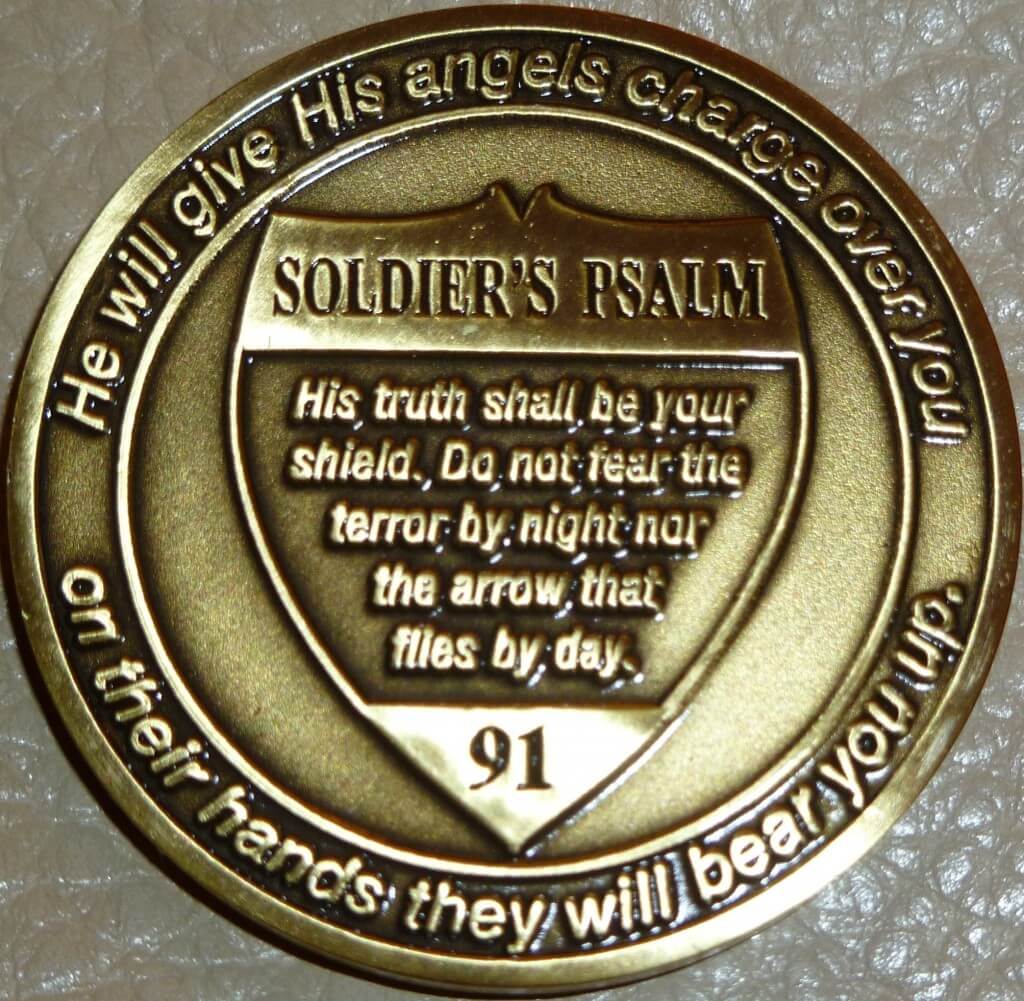 He will give His angels charge over you
SOLDIER'S PSALM
His truth shall be your
shield. Do not fear the
terror by night nor
the arrow that
flies by day.
91
on their hands they will bear you up.